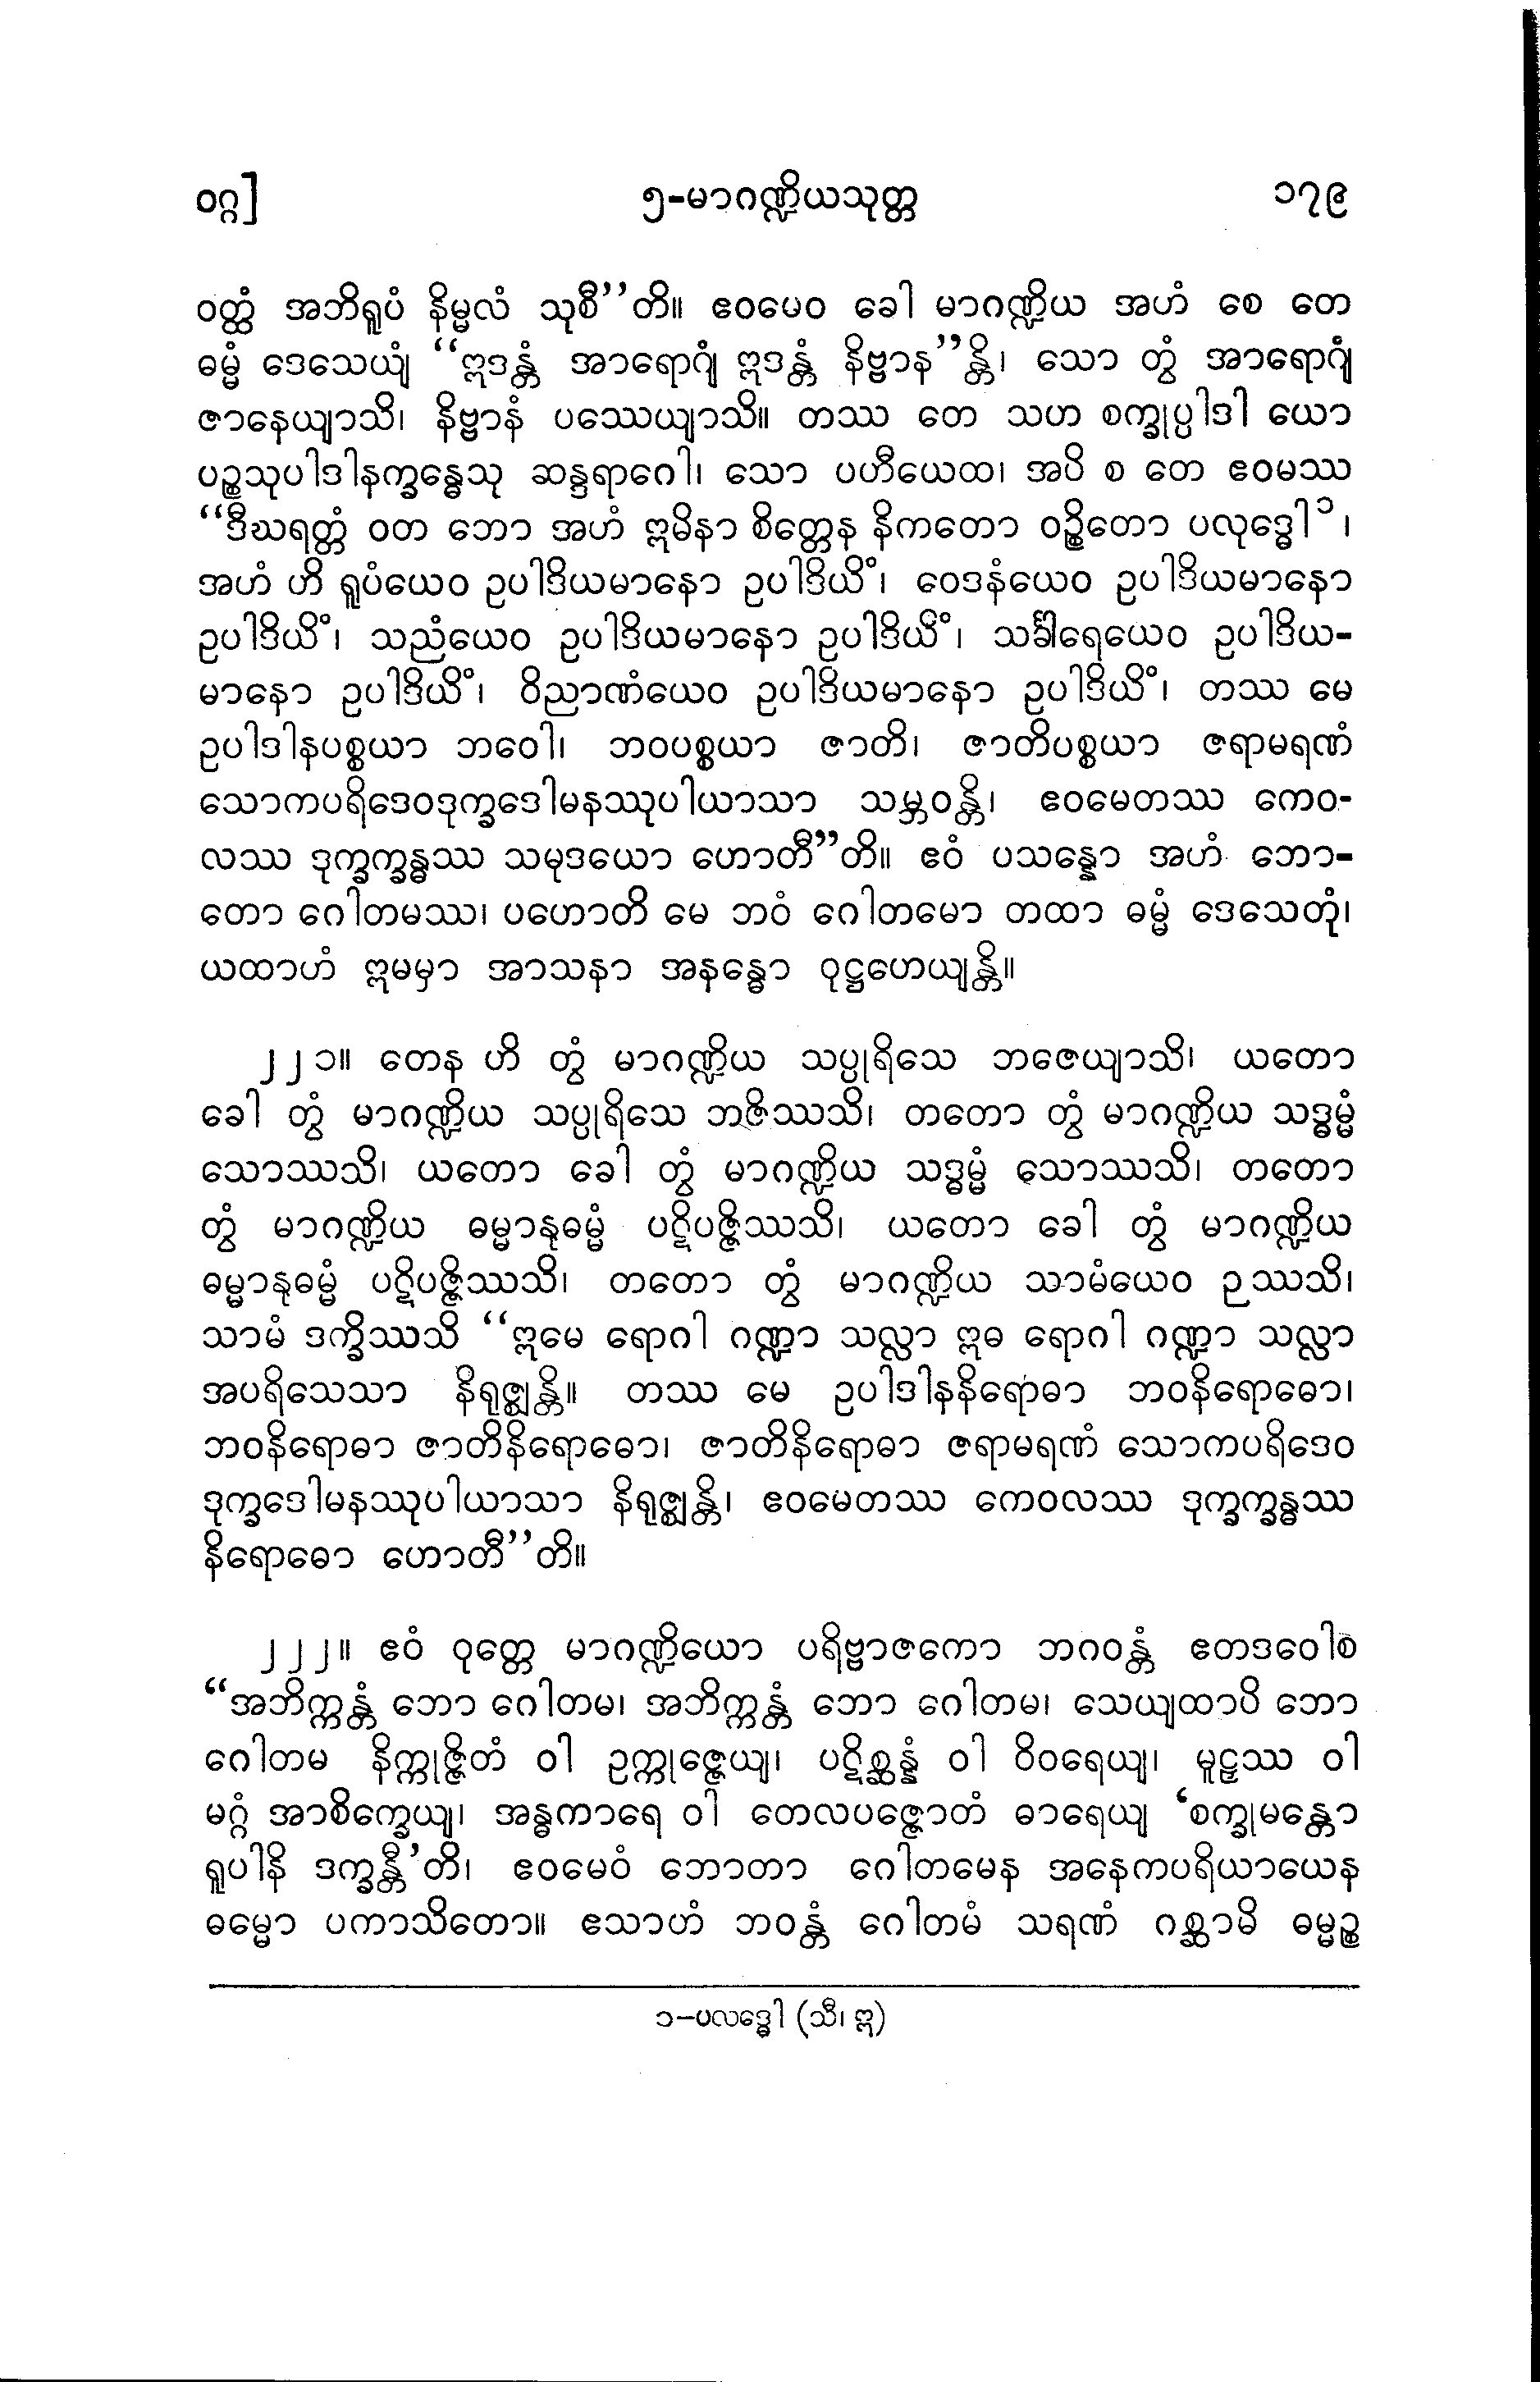 ဝဂ္ဂ]
၅-မာဂဏ္ဍိယသုတ္တ
၁၇၉
ဝတ္ထံ အဘိရူပံ နိမ္မလံ သုစီ”တိ။ ဧဝမေဝ ခေါ မာဂဏ္ဍိယ အဟံ စေ တေ
ဓမ္မံ ဒေသေယျံ “ဣဒန္တံ အာရောဂျံ ဣဒန္တံ နိဗ္ဗာန”န္တိ၊ သော တွံ အာရောဂျံ
ဇာနေယျာသိ၊ နိဗ္ဗာနံ ပဿေယျာသိ။ တဿ တေ သဟ စက္ခုပ္ပါဒါ ယော
ပဉ္စသုပါဒါနက္ခန္ဓေသု ဆန္ဒရာဂေါ၊ သော ပဟီယေထ၊ အပိ စ တေ ဧဝမဿ
“ဒီဃရတ္တံ ဝတ ဘော အဟံ ဣမိနာ စိတ္တေန နိကတော ဝဉ္စိတော ပလုဒ္ဓေါ၁၊
အဟံ ဟိ ရူပံယေဝ ဥပါဒိယမာနော ဥပါဒိယိံ၊ ဝေဒနံယေဝ ဥပါဒိယမာနော
ဥပါဒိယိံ၊ သညံယေဝ ဥပါဒိယမာနော ဥပါဒိယိံ၊ သင်္ခါရေယေဝ ဥပါဒိယ-
မာနော ဥပါဒိယိံ၊ ဝိညာဏံယေဝ ဥပါဒိယမာနော ဥပါဒိယိံ၊ တဿ မေ
ဥပါဒါနပစ္စယာ ဘဝေါ၊ ဘဝပစ္စယာ ဇာတိ၊ ဇာတိပစ္စယာ ဇရာမရဏံ
သောကပရိဒေဝဒုက္ခဒေါမနဿုပါယာသာ သမ္ဘဝန္တိ၊ ဧဝမေတဿ ကေဝ-
လဿ ဒုက္ခက္ခန္ဓဿ သမုဒယော ဟောတီ”တိ။ ဧဝံ ပသန္နော အဟံ ဘော-
တော ဂေါတမဿ၊ ပဟောတိ မေ ဘဝံ ဂေါတမော တထာ ဓမ္မံ ဒေသေတုံ၊
ယထာဟံ ဣမမှာ အာသနာ အနန္ဓော ဝုဋ္ဌဟေယျန္တိ။
၂၂၁။ တေန ဟိ တွံ မာဂဏ္ဍိယ သပ္ပုရိသေ ဘဇေယျာသိ၊ ယတော
ခေါ တွံ မာဂဏ္ဍိယ သပ္ပုရိသေ ဘဇိဿသိ၊ တတော တွံ မာဂဏ္ဍိယ သဒ္ဓမ္မံ
သောဿသိ၊ ယတော ခေါ တွံ မာဂဏ္ဍိယ သဒ္ဓမ္မံ သောဿသိ၊ တတော
တွံ မာဂဏ္ဍိယ ဓမ္မာနုဓမ္မံ ပဋိပဇ္ဇိဿသိ၊ ယတော ခေါ တွံ မာဂဏ္ဍိယ
ဓမ္မာနုဓမ္မံ ပဋိပဇ္ဇိဿသိ၊ တတော တွံ မာဂဏ္ဍိယ သာမံယေဝ ဉဿသိ၊
သာမံ ဒက္ခိဿသိ “ဣမေ ရောဂါ ဂဏ္ဍာ သလ္လာ ဣဓ ရောဂါ ဂဏ္ဍာ သလ္လာ
အပရိသေသာ နိရုဇ္ဈန္တိ။ တဿ မေ ဥပါဒါနနိရောဓာ ဘဝနိရောဓော၊
ဘဝနိရောဓာ ဇာတိနိရောဓော၊ ဇာတိနိရောဓာ ဇရာမရဏံ သောကပရိဒေဝ
ဒုက္ခဒေါမနဿုပါယာသာ နိရုဇ္ဈန္တိ၊ ဧဝမေတဿ ကေဝလဿ ဒုက္ခက္ခန္ဓဿ
နိရောဓော ဟောတီ”တိ။
၂၂၂။ ဧဝံ ဝုတ္တေ မာဂဏ္ဍိယော ပရိဗ္ဗာဇကော ဘဂဝန္တံ ဧတဒဝေါစ
“အဘိက္ကန္တံ ဘော ဂေါတမ၊ အဘိက္ကန္တံ ဘော ဂေါတမ၊ သေယျထာပိ ဘော
ဂေါတမ နိက္ကုဇ္ဇိတံ ဝါ ဥက္ကုဇ္ဇေယျ၊ ပဋိစ္ဆန္နံ ဝါ ဝိဝရေယျ၊ မူဠှဿ ဝါ
မဂ္ဂံ အာစိက္ခေယျ၊ အန္ဓကာရေ ဝါ တေလပဇ္ဇောတံ ဓာရေယျ ‘စက္ခုမန္တော
ရူပါနိ ဒက္ခန္တီ’တိ၊ ဧဝမေဝံ ဘောတာ ဂေါတမေန အနေကပရိယာယေန
ဓမ္မော ပကာသိတော။ ဧသာဟံ ဘဝန္တံ ဂေါတမံ သရဏံ ဂစ္ဆာမိ ဓမ္မဉ္စ
၁-ပလဒ္ဓေါ (သီ၊ ဣ)